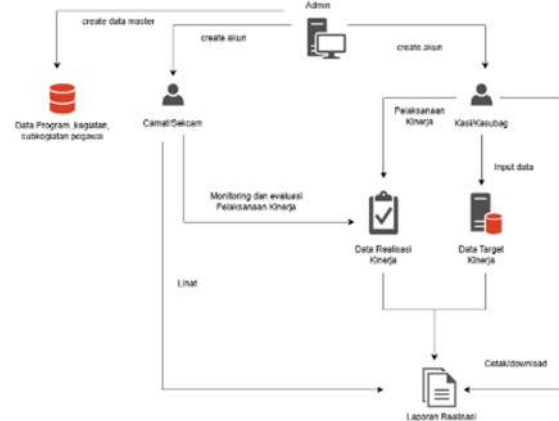 Admin
create data master
create akun
create akun
Data Program, kegiatan,
subkegiatan pegawai
Camat/Sekcam
Pelaksanaan
Kinerja
Kasi/Kasubag
Input data
Monitoring dan evaluasi
Pelaksanaan Kinerja
Data Realisasi
Kinerja
Data Target
Kinerja
Lihat
Cetak/download
Laporan Realisasi